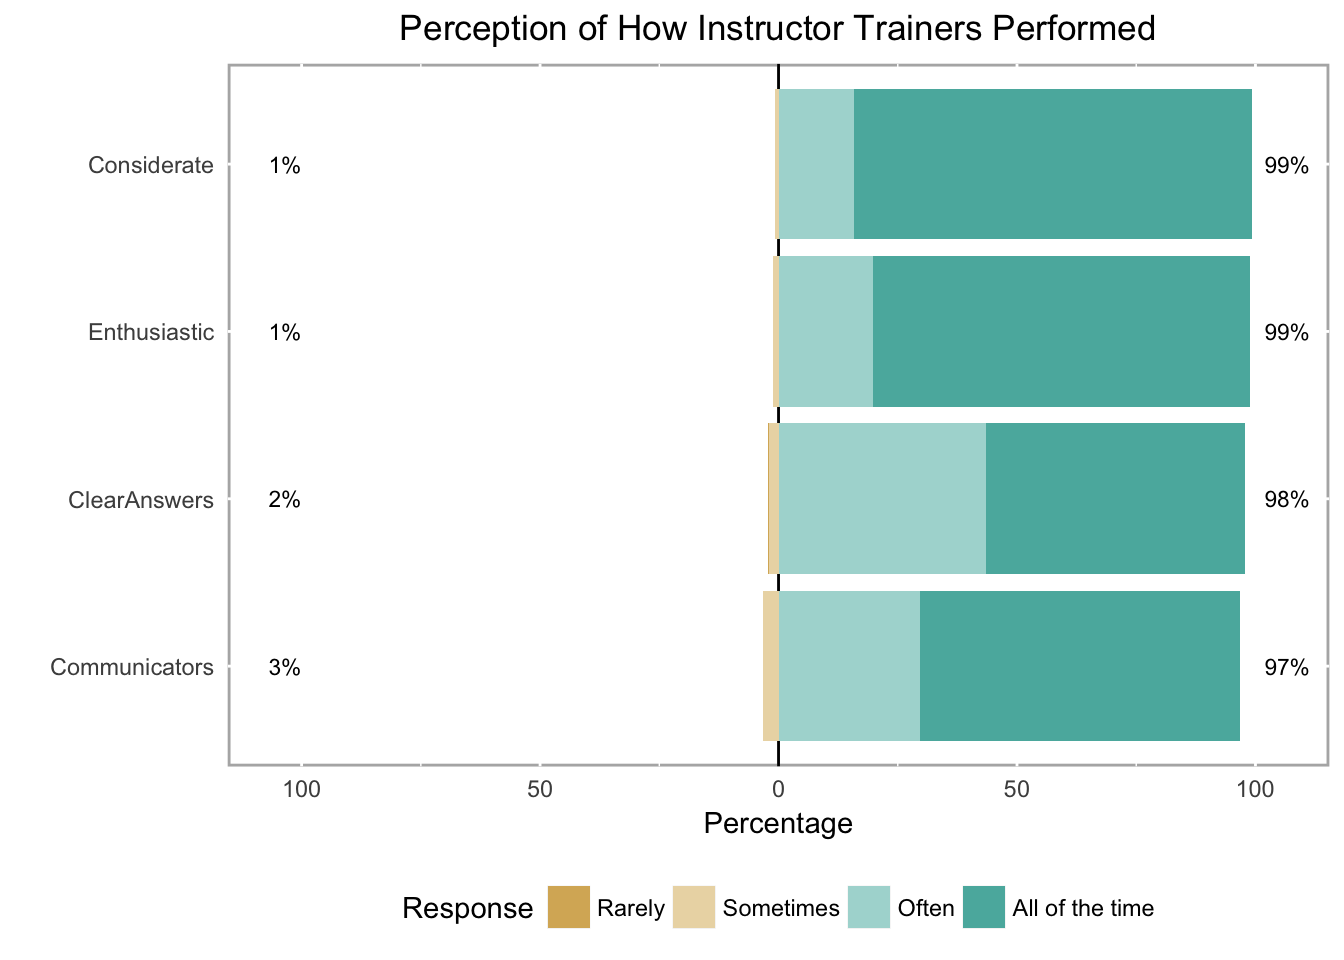 Perception of How Instructor Trainers Performed
Considerate 1% 99%
Enthusiastic 1% 99%
ClearAnswers 2% 98%
Communicators 3% 97%
100 50 0 50 100
Percentage
Response Rarely Sometimes Often All of the time